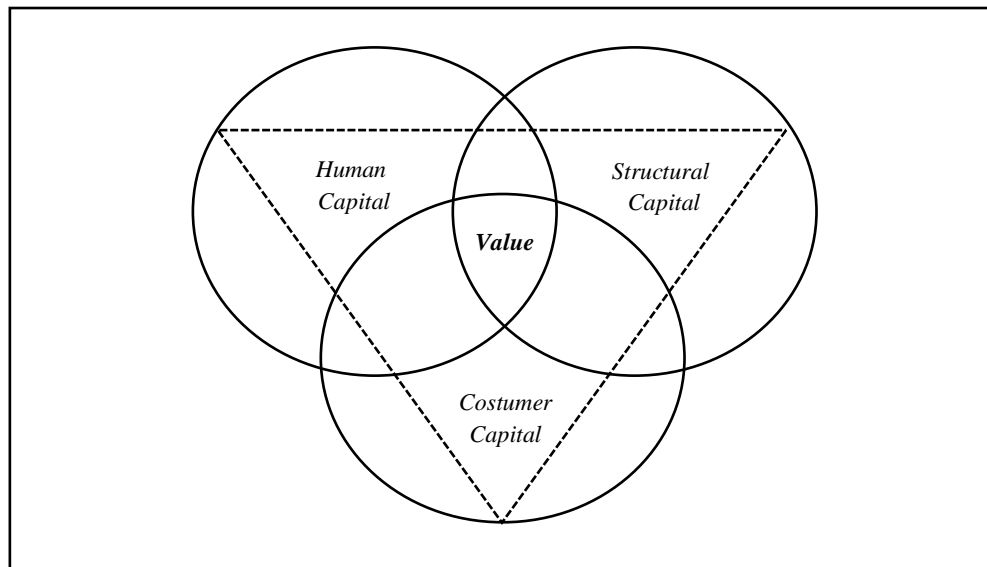 Human
Capital
Structural
Capital
Value
Costumer
Capital